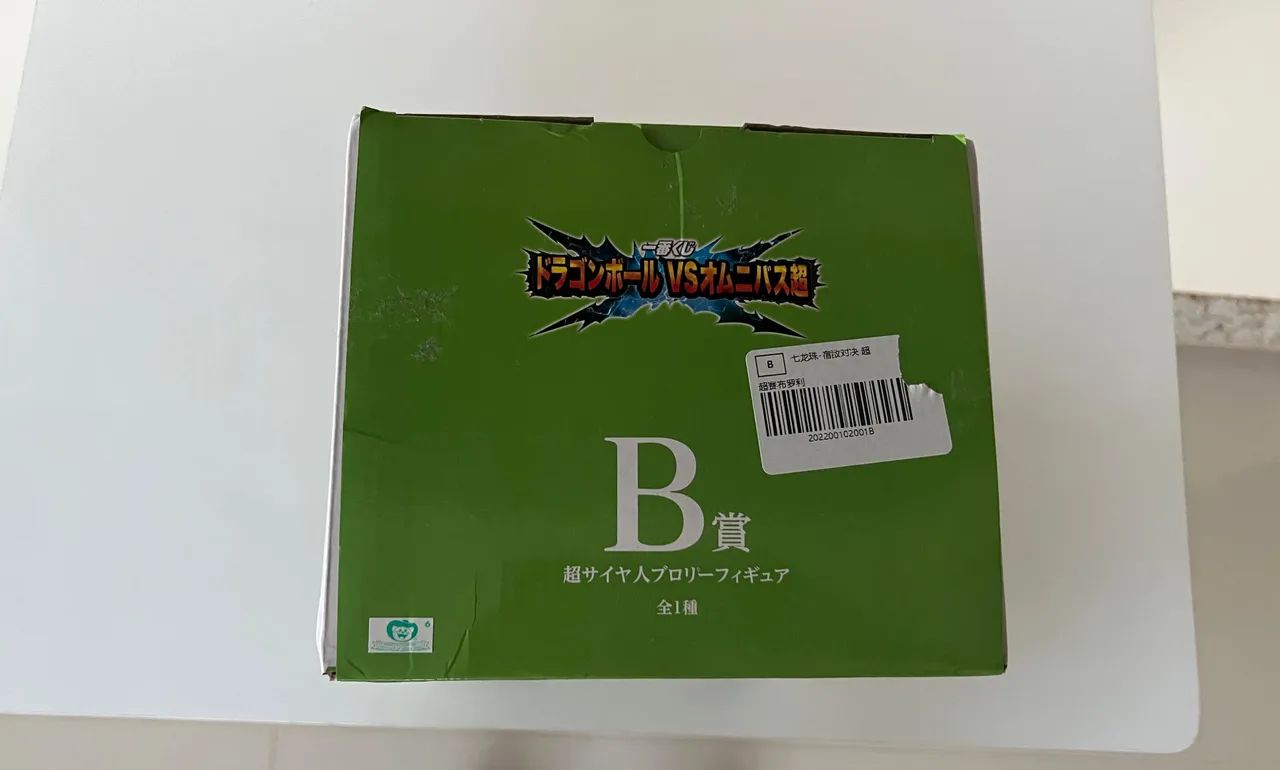 一番くじ
ドラゴンボール VSオムニバス超
B 七龙珠·宿敌对决 超
超赛布罗利
202200102001B
B賞
超サイヤ人ブロリーフィギュア
全1種
6